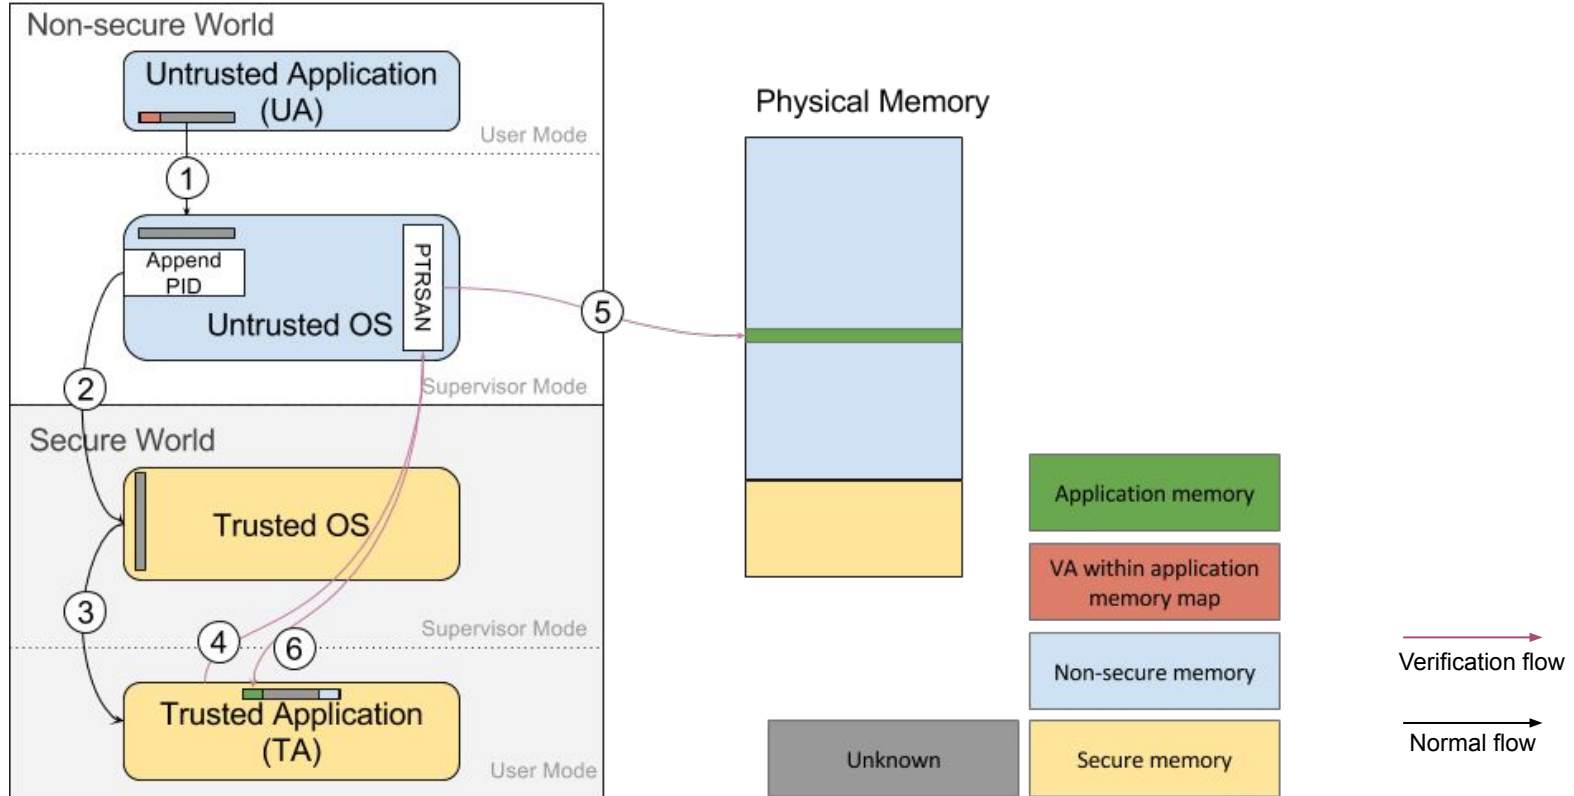 Non-secure World
Untrusted Application
(UA)
User Mode
1
Append
PID
PTRSAN
Untrusted OS
Supervisor Mode
2
5
Secure World
Trusted OS
3
Supervisor Mode
4
6
Trusted Application
(TA)
User Mode
Physical Memory
Application memory
VA within application
memory map
Non-secure memory
Unknown
Secure memory
Verification flow
Normal flow